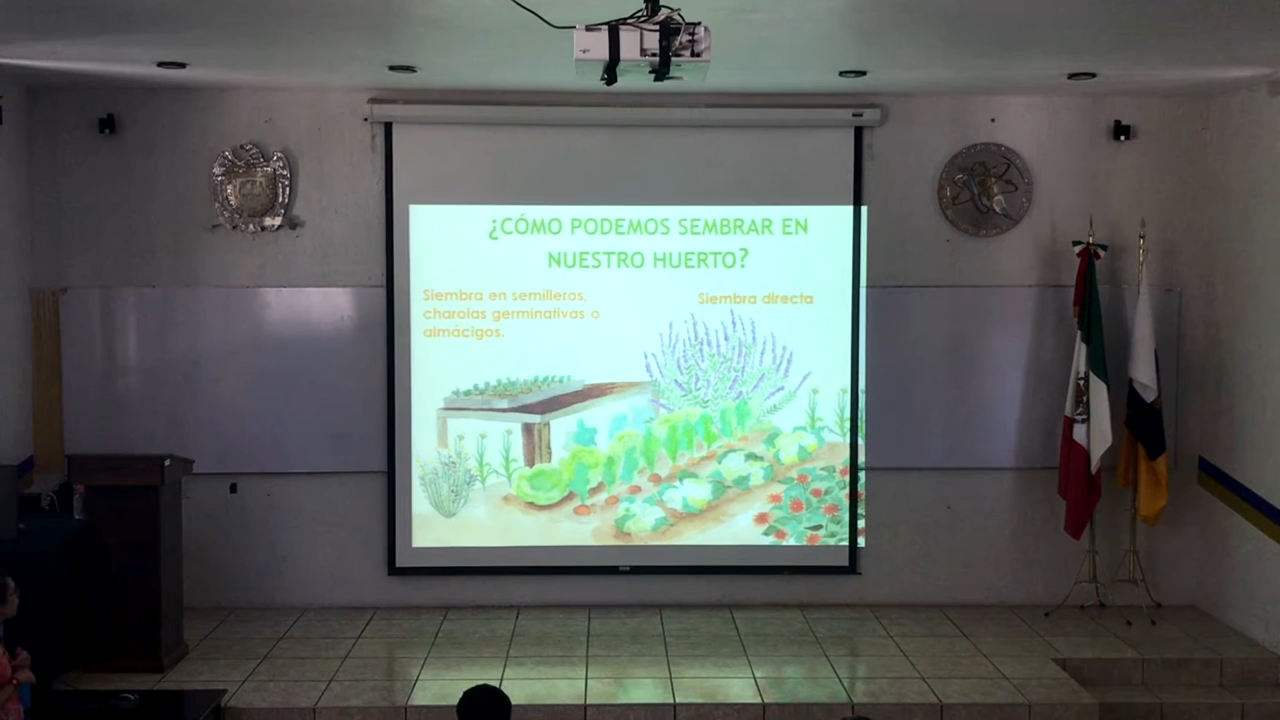 ¿CÓMO PODEMOS SEMBRAR EN
NUESTRO HUERTO?
Siembra en semilleros,
charolas germinativas o
almácigos.
Siembra directa